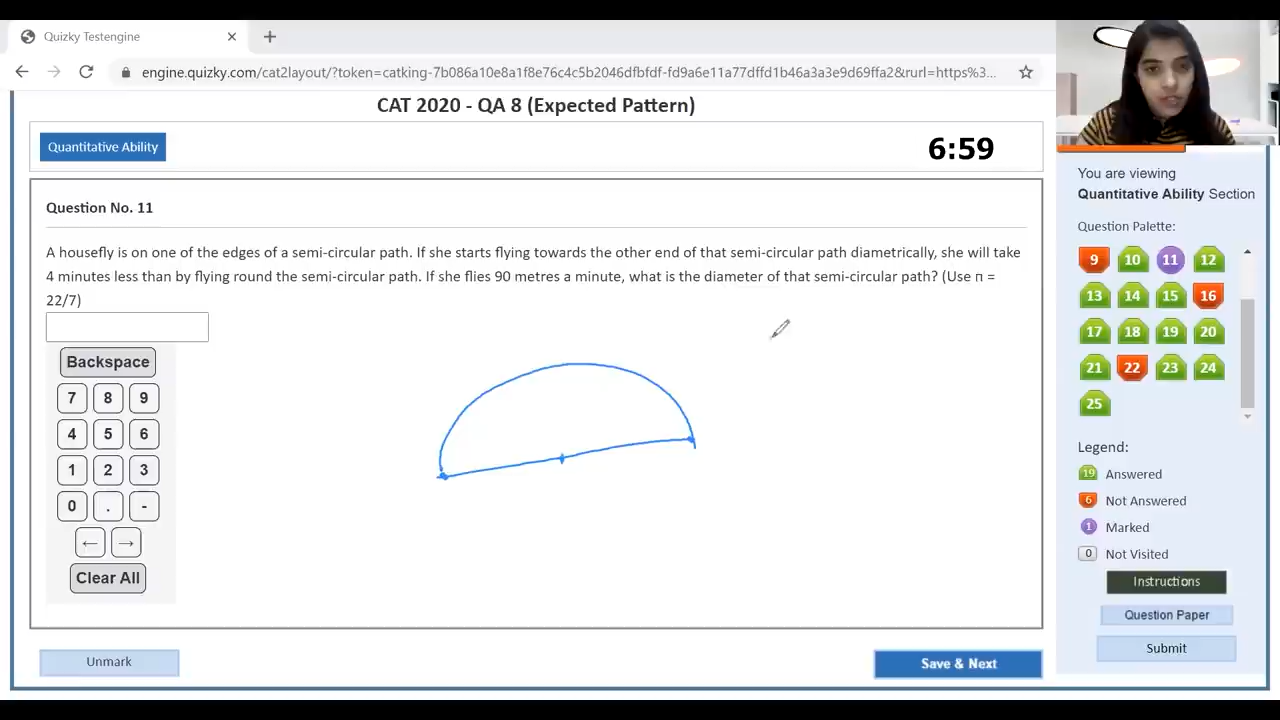 Quizky Testengine
engine.quizky.com/cat2layout/?token=catking-7b986a10e8a1f8e76c4c5b2046dfbfdf-fd9a6e11a77dffd1b46a3a3e9d69ffa2&rurl=https%3...
CAT 2020 - QA 8 (Expected Pattern)
Quantitative Ability
6:59
Question No. 11
A housefly is on one of the edges of a semi-circular path. If she starts flying towards the other end of that semi-circular path diametrically, she will take
4 minutes less than by flying round the semi-circular path. If she flies 90 metres a minute, what is the diameter of that semi-circular path? (Use п =
22/7)
Backspace
7 8 9
4 5 6
1 2 3
0 . -
← →
Clear All
Unmark
Save & Next
You are viewing
Quantitative Ability Section
Question Palette:
9 10 11 12
13 14 15 16
17 18 19 20
21 22 23 24
25
Legend:
19 Answered
6 Not Answered
1 Marked
0 Not Visited
Instructions
Question Paper
Submit